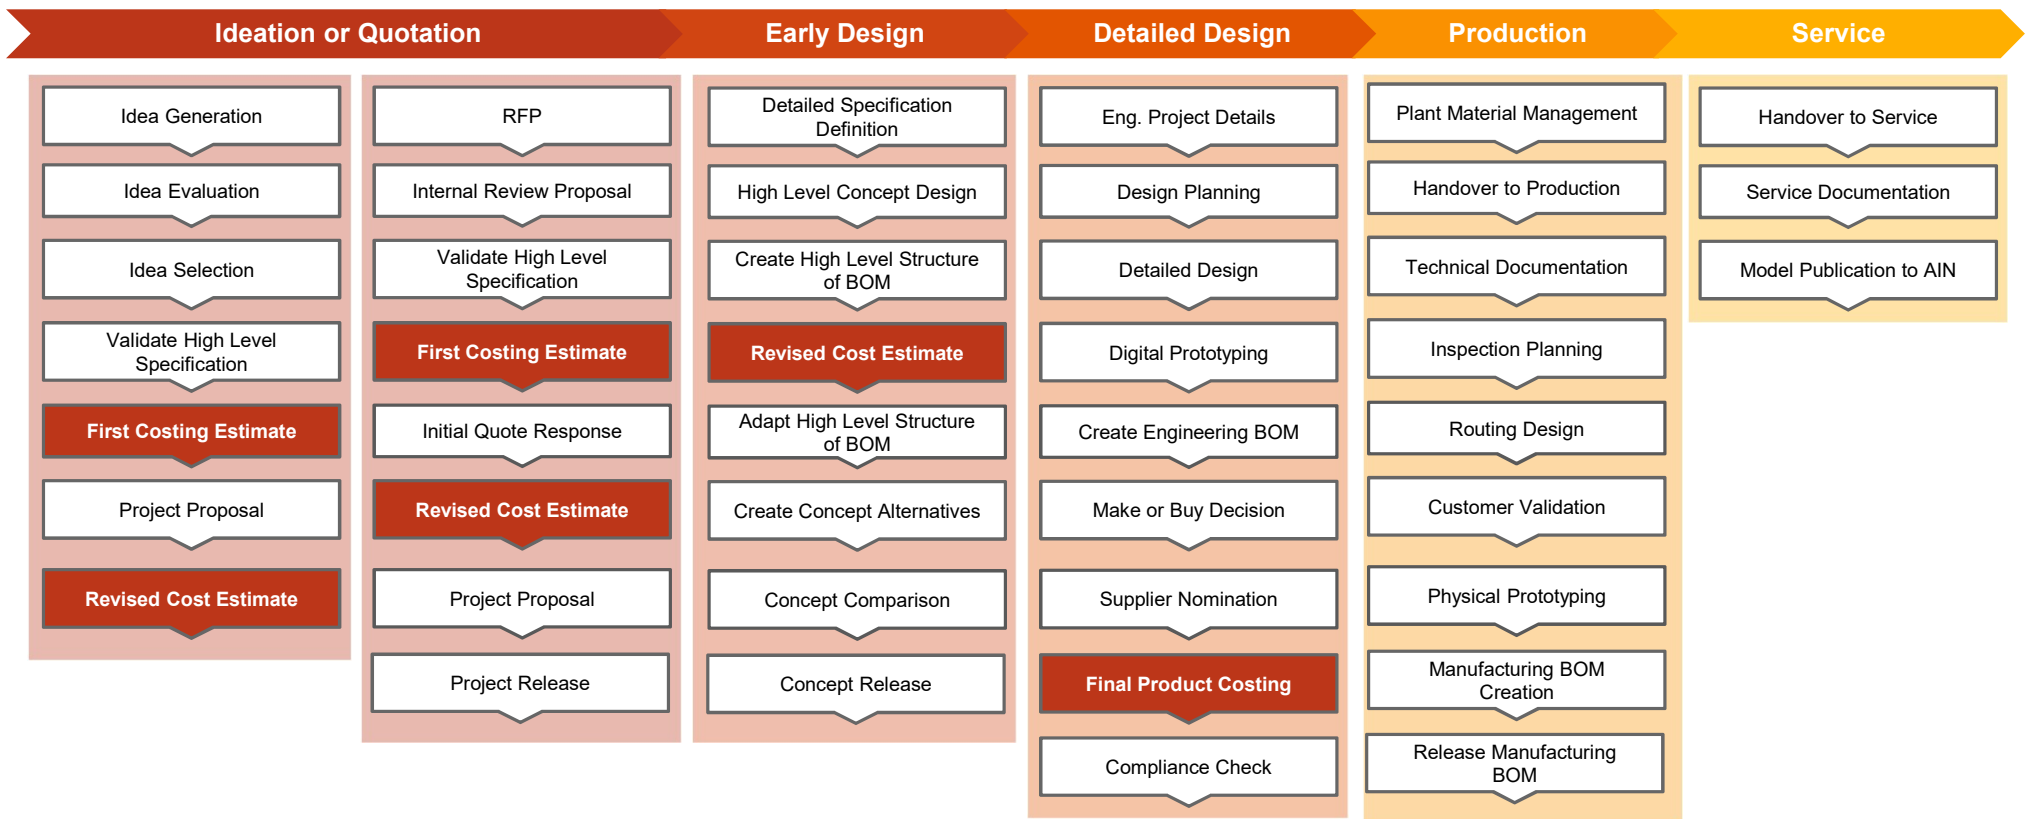 Ideation or Quotation
Early Design
Detailed Design
Production
Service
Idea Generation
Idea Evaluation
Idea Selection
Validate High Level
Specification
First Costing Estimate
Project Proposal
Revised Cost Estimate
RFP
Internal Review Proposal
Validate High Level
Specification
First Costing Estimate
Initial Quote Response
Revised Cost Estimate
Project Proposal
Project Release
Detailed Specification
Definition
High Level Concept Design
Create High Level Structure
of BOM
Revised Cost Estimate
Adapt High Level Structure
of BOM
Create Concept Alternatives
Concept Comparison
Concept Release
Eng. Project Details
Design Planning
Detailed Design
Digital Prototyping
Create Engineering BOM
Make or Buy Decision
Supplier Nomination
Final Product Costing
Compliance Check
Plant Material Management
Handover to Production
Technical Documentation
Inspection Planning
Routing Design
Customer Validation
Physical Prototyping
Manufacturing BOM
Creation
Release Manufacturing
BOM
Handover to Service
Service Documentation
Model Publication to AIN